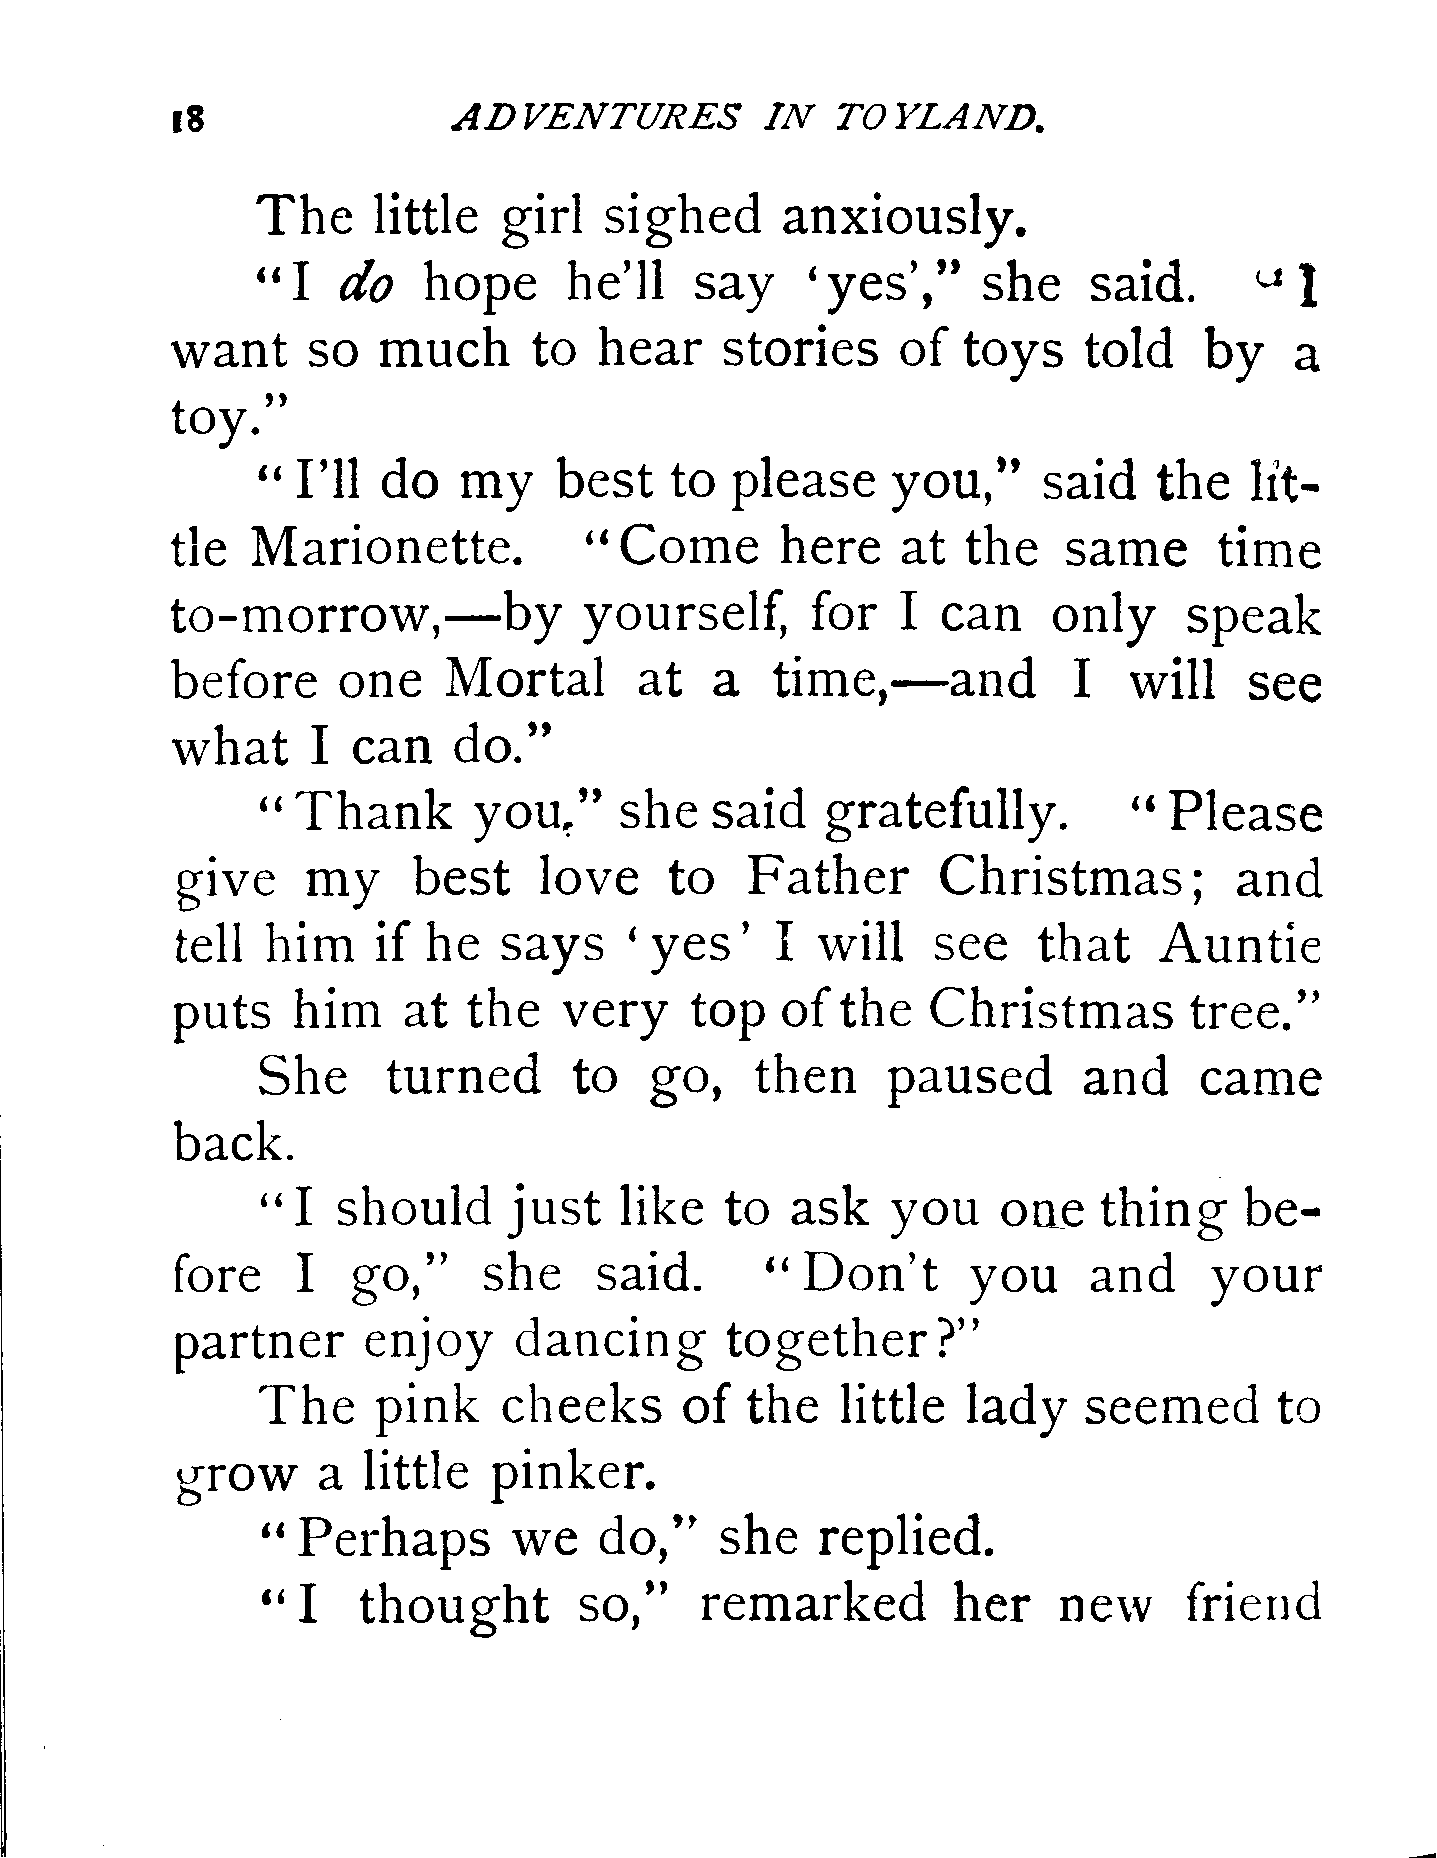 18 ADVENTURES IN TOYLAND.
The little girl sighed anxiously.
“I do hope he’ll say ‘yes’,” she said. “I
want so much to hear stories of toys told by a
toy.”
“I’ll do my best to please you,” said the lit-
tle Marionette. “Come here at the same time
to-morrow,—by yourself, for I can only speak
before one Mortal at a time,—and I will see
what I can do.”
“Thank you,” she said gratefully. “Please
give my best love to Father Christmas; and
tell him if he says ‘yes’ I will see that Auntie
puts him at the very top of the Christmas tree.”
She turned to go, then paused and came
back.
“I should just like to ask you one thing be-
fore I go,” she said. “Don’t you and your
partner enjoy dancing together?”
The pink cheeks of the little lady seemed to
grow a little pinker.
“Perhaps we do,” she replied.
“I thought so,” remarked her new friend